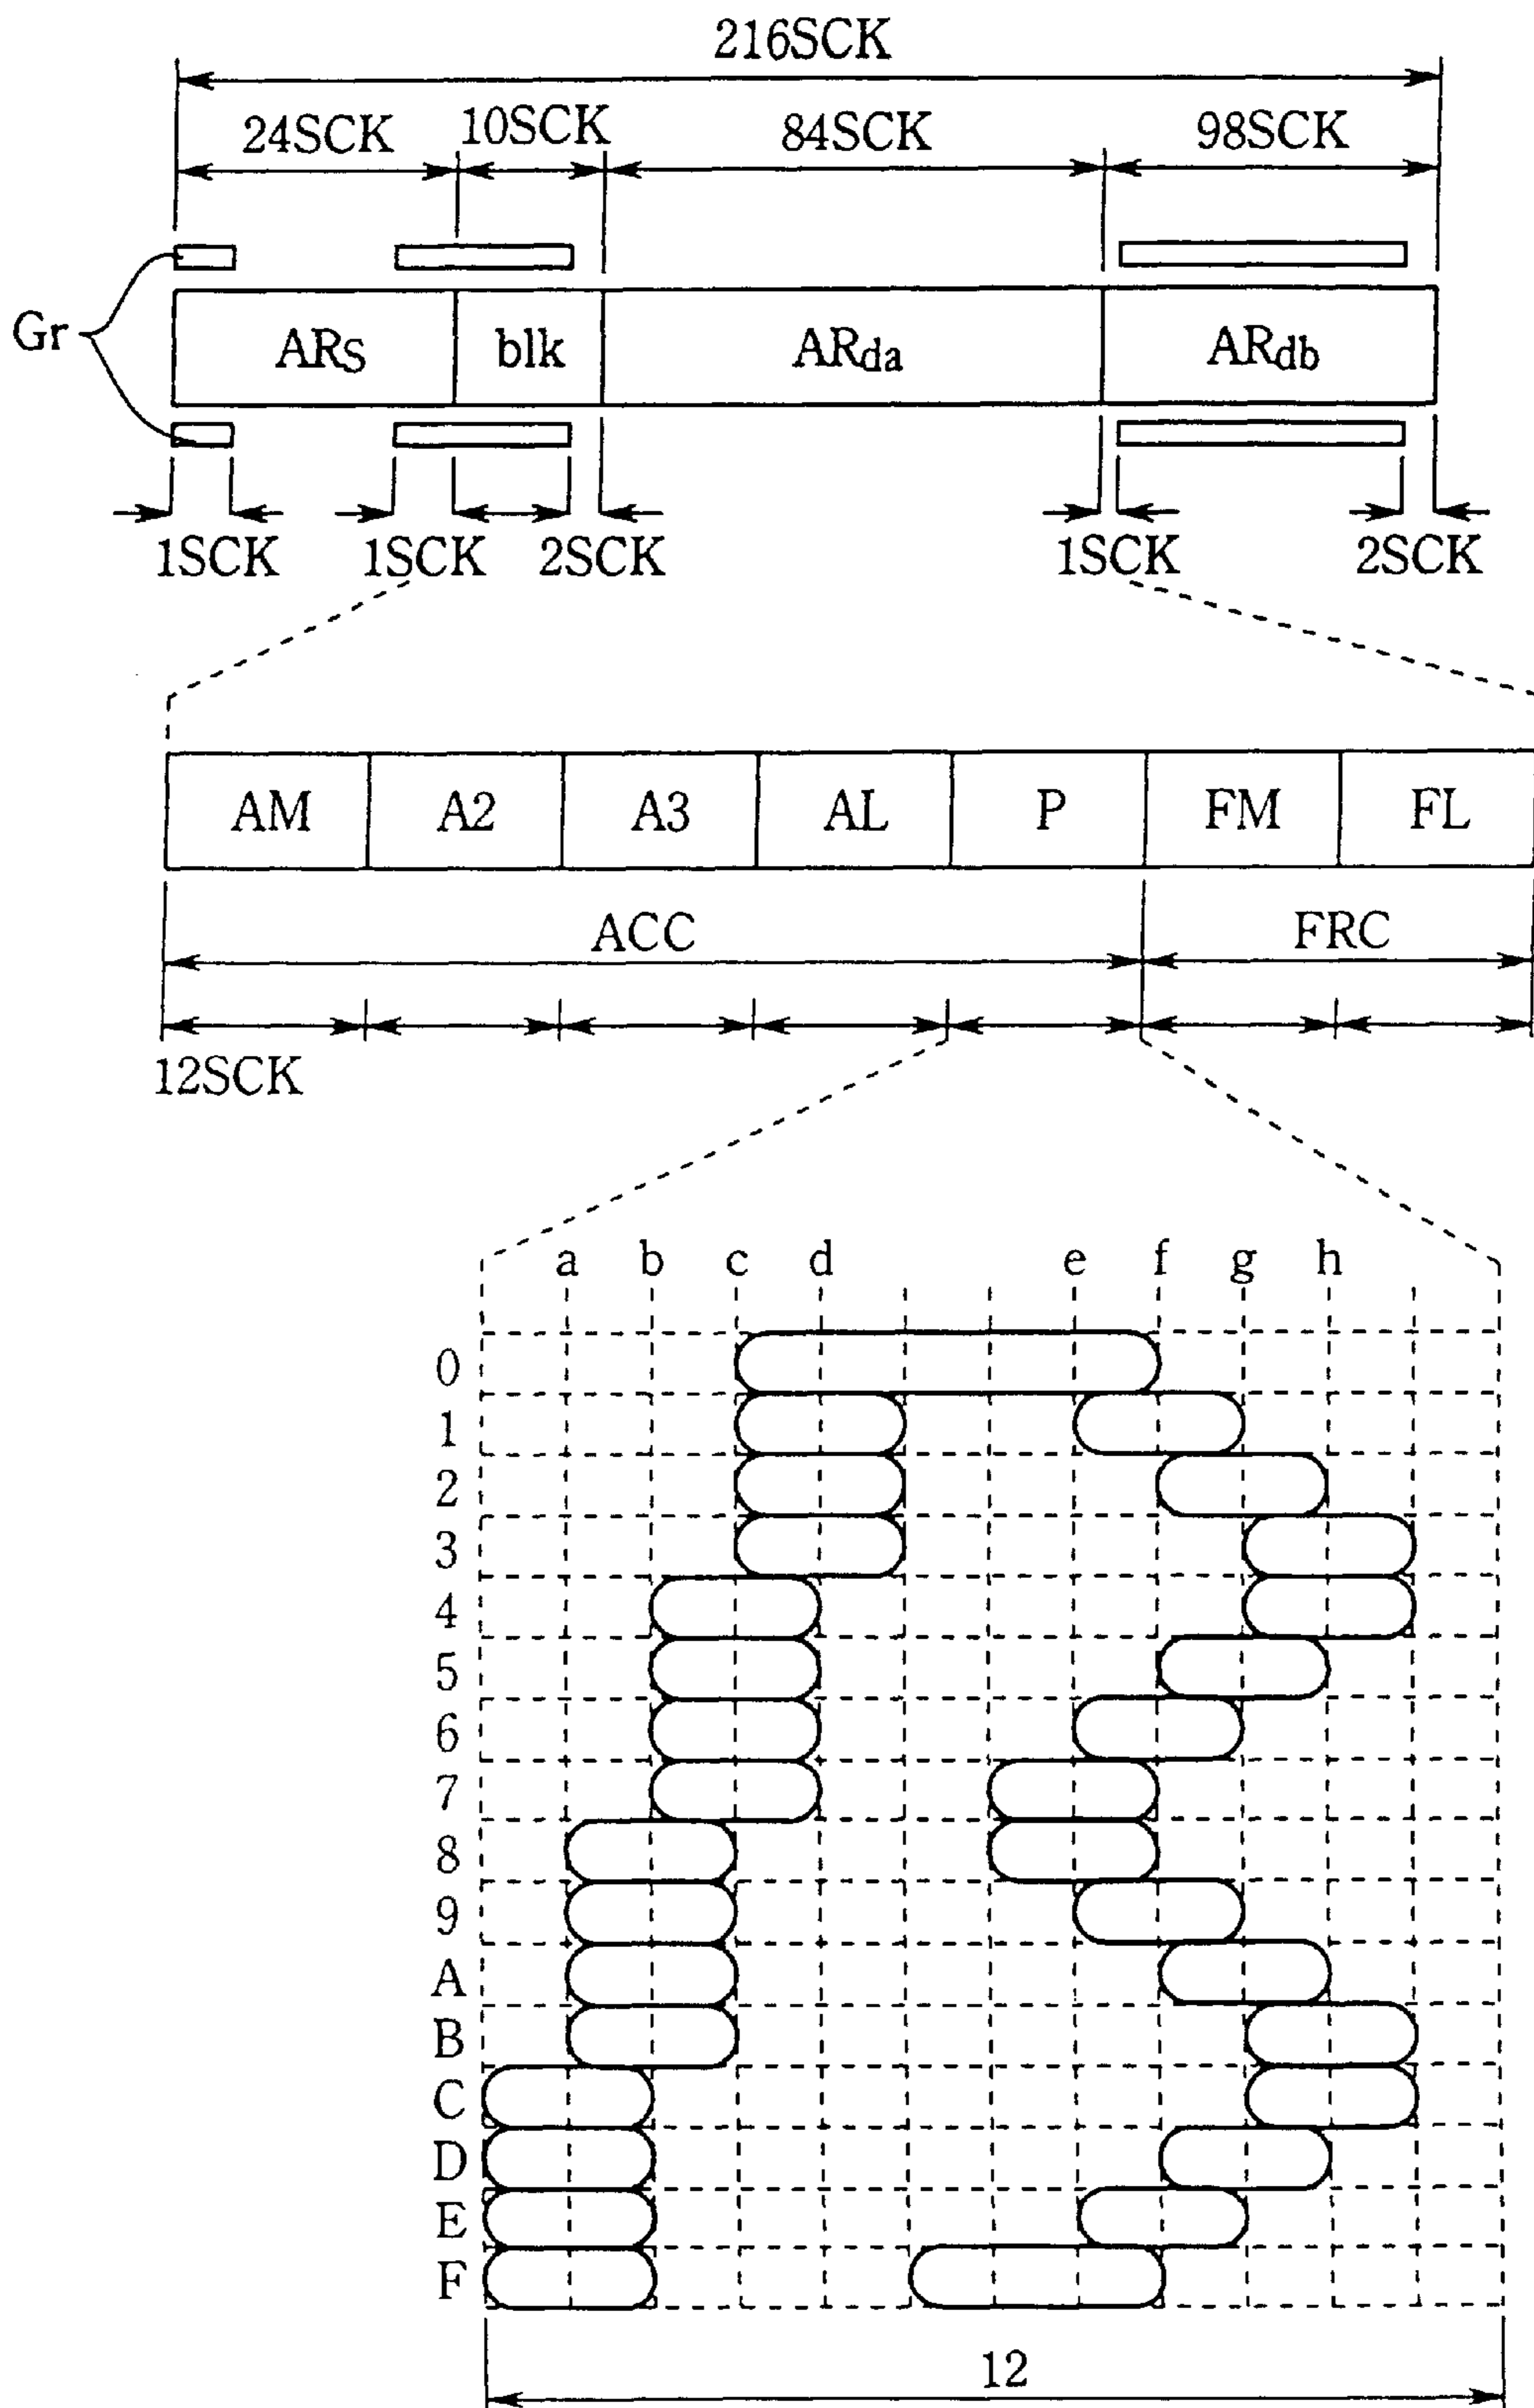 216SCK
24SCK 10SCK 84SCK 98SCK
Gr
ARS blk ARda ARdb
1SCK 1SCK 2SCK 1SCK 2SCK
AM A2 A3 AL P FM FL
ACC FRC
12SCK
a b c d e f g h
0
1
2
3
4
5
6
7
8
9
A
B
C
D
E
F
12